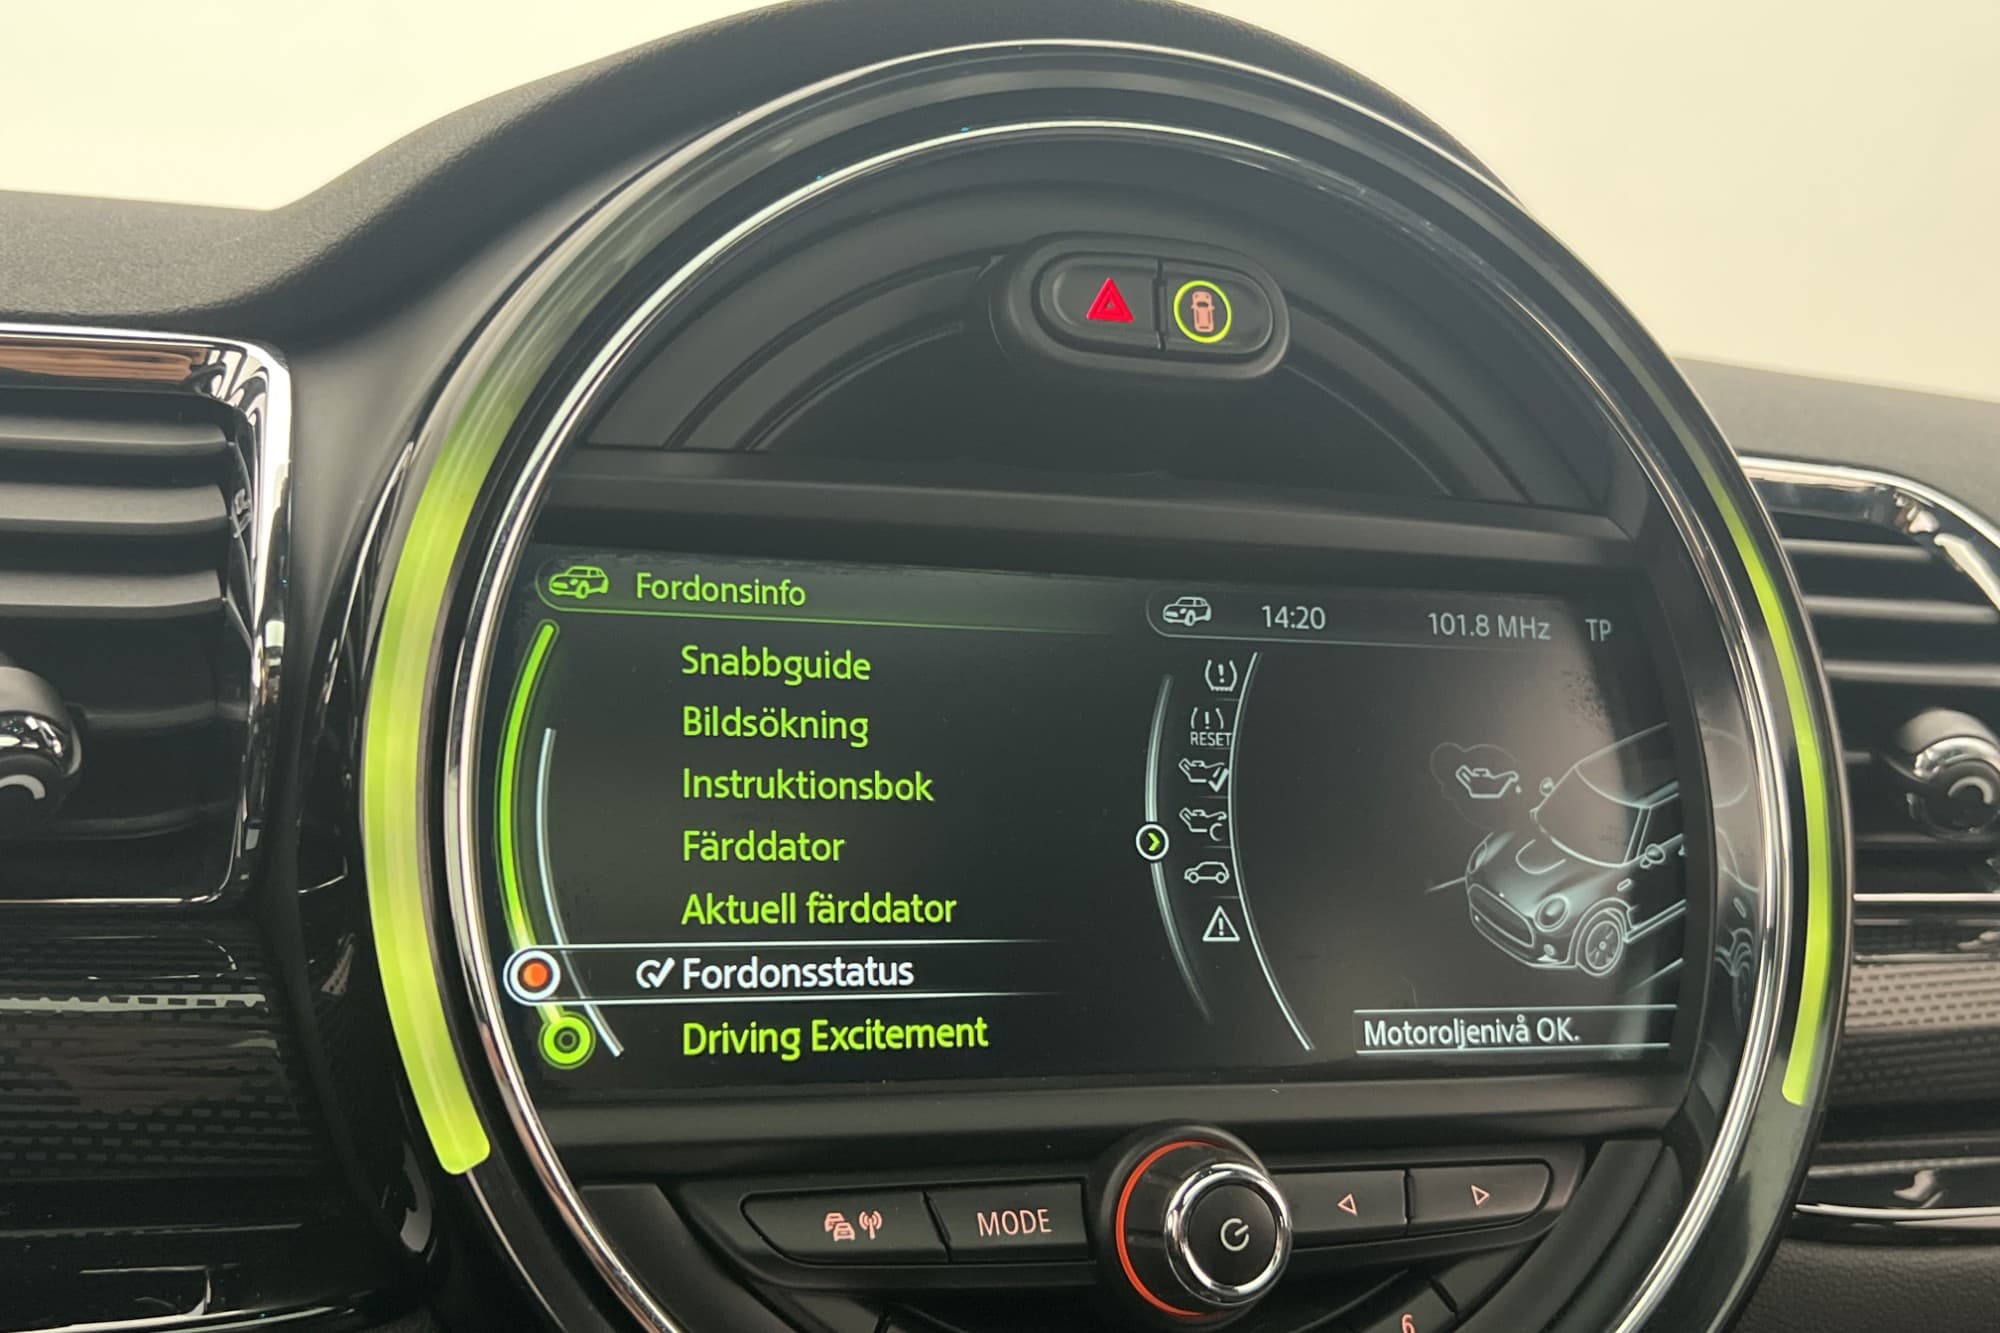 Fordonsinfo
14:20 101.8 MHz TP
Snabbguide
Bildsökning
Instruktionsbok
Färddator
Aktuell färddator
Fordonsstatus
Driving Excitement
RESET
Motoroljenivå OK.
MODE
6